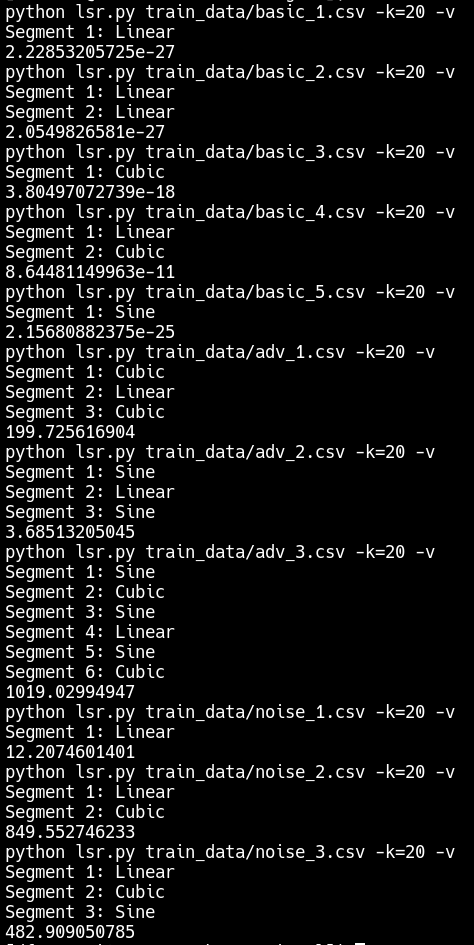 python lsr.py train_data/basic_1.csv -k=20 -v
Segment 1: Linear
2.22853205725e-27
python lsr.py train_data/basic_2.csv -k=20 -v
Segment 1: Linear
Segment 2: Linear
2.0549826581e-27
python lsr.py train_data/basic_3.csv -k=20 -v
Segment 1: Cubic
3.80497072739e-18
python lsr.py train_data/basic_4.csv -k=20 -v
Segment 1: Linear
Segment 2: Cubic
8.64481149963e-11
python lsr.py train_data/basic_5.csv -k=20 -v
Segment 1: Sine
2.15680882375e-25
python lsr.py train_data/adv_1.csv -k=20 -v
Segment 1: Cubic
Segment 2: Linear
Segment 3: Cubic
199.725616904
python lsr.py train_data/adv_2.csv -k=20 -v
Segment 1: Sine
Segment 2: Linear
Segment 3: Sine
3.68513205045
python lsr.py train_data/adv_3.csv -k=20 -v
Segment 1: Sine
Segment 2: Cubic
Segment 3: Sine
Segment 4: Linear
Segment 5: Sine
Segment 6: Cubic
1019.02994947
python lsr.py train_data/noise_1.csv -k=20 -v
Segment 1: Linear
12.2074601401
python lsr.py train_data/noise_2.csv -k=20 -v
Segment 1: Linear
Segment 2: Cubic
849.552746233
python lsr.py train_data/noise_3.csv -k=20 -v
Segment 1: Linear
Segment 2: Cubic
Segment 3: Sine
482.909050785